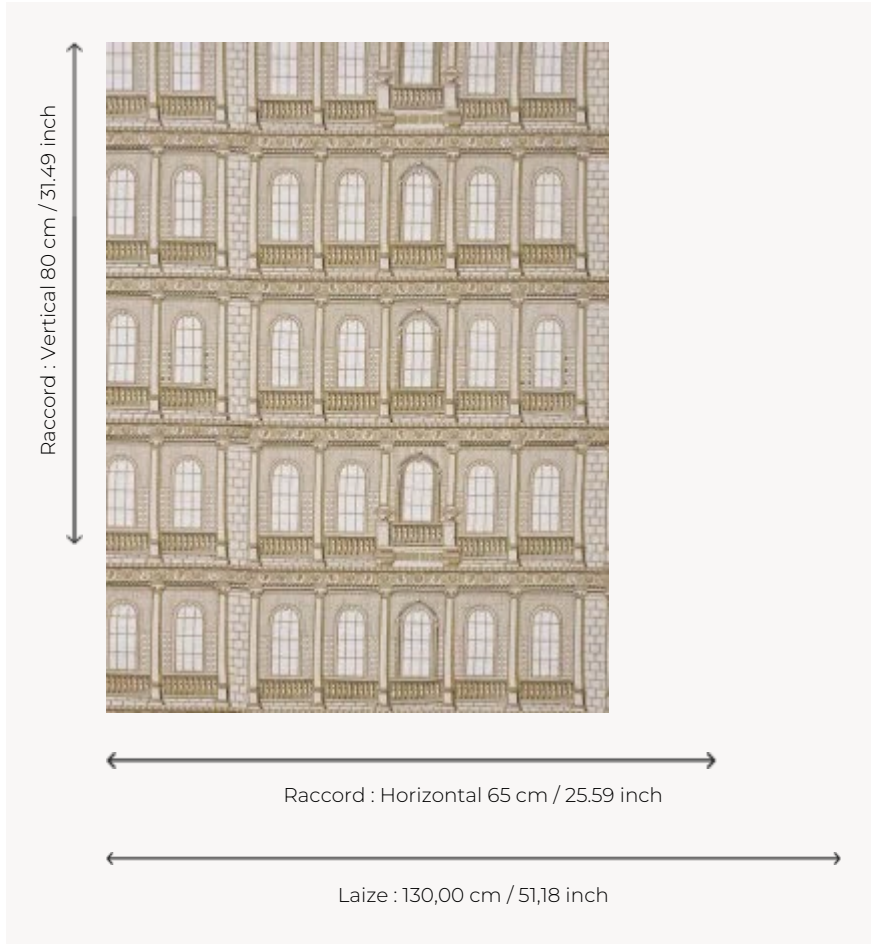 Raccord : Vertical 80 cm / 31.49 inch
Raccord : Horizontal 65 cm / 25.59 inch
Laize : 130,00 cm / 51,18 inch